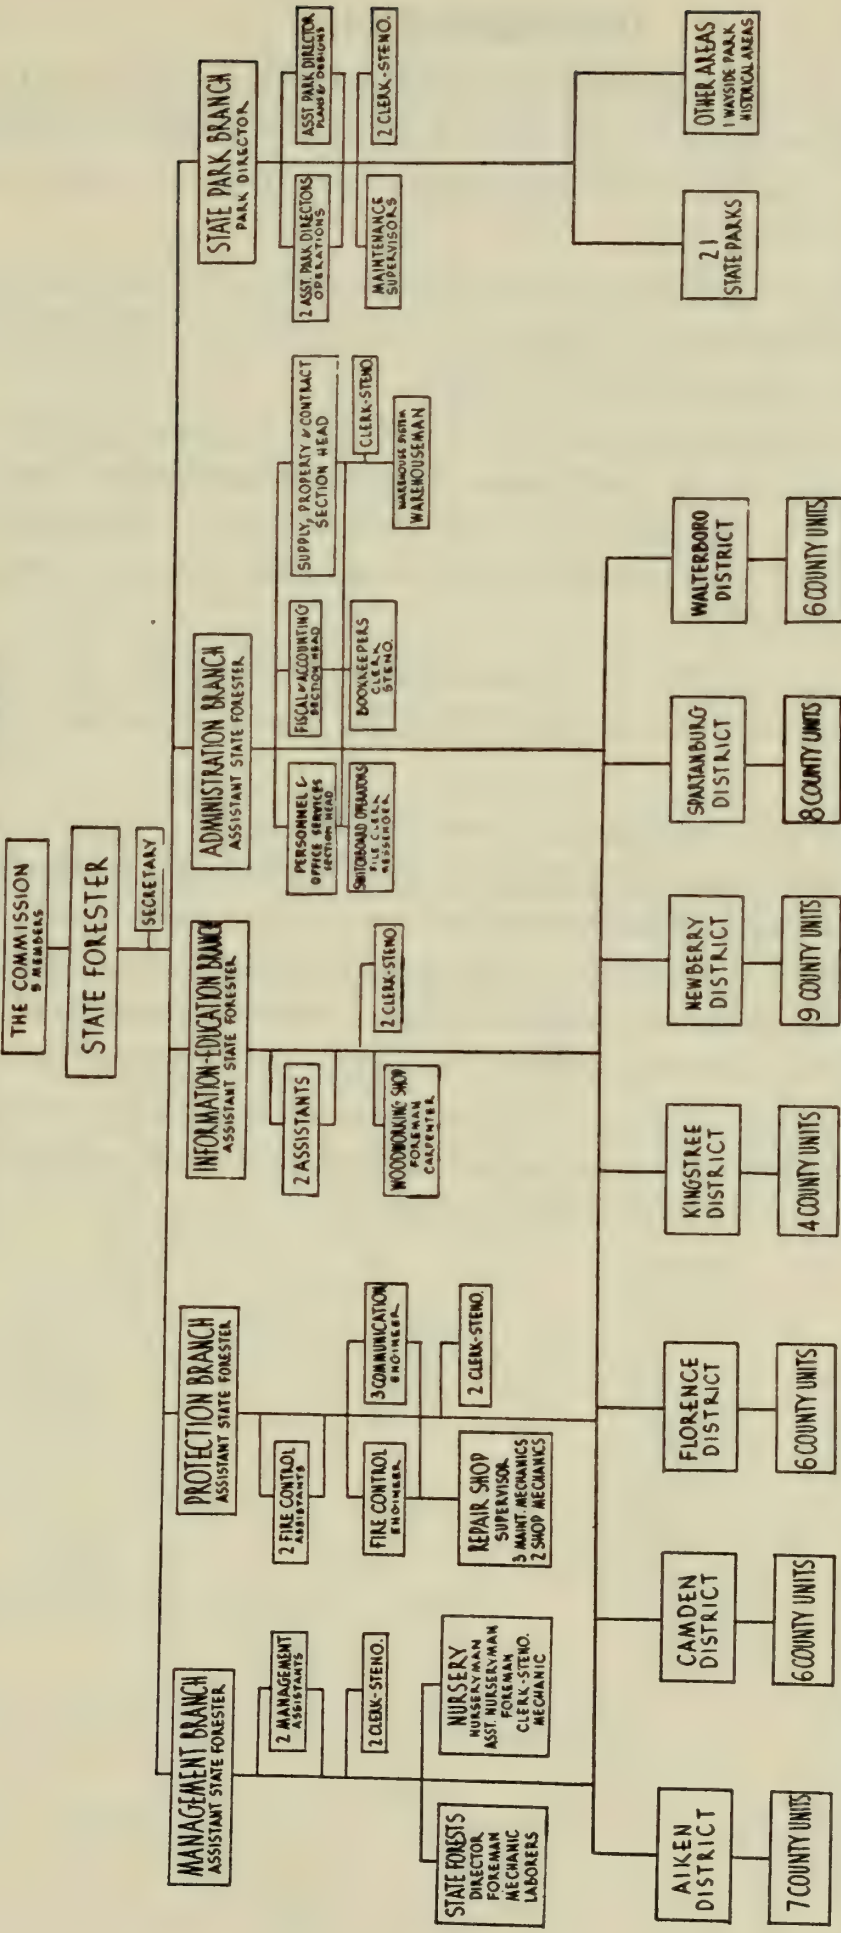 THE COMMISSION
9 MEMBERS
STATE FORESTER
SECRETARY
MANAGEMENT BRANCH
ASSISTANT STATE FORESTER
2 MANAGEMENT
ASSISTANTS
2 CLERK-STENO.
STATE FORESTS
DIRECTOR
FOREMAN
MECHANIC
LABORERS
NURSERY
NURSERYMAN
ASST. NURSERYMAN
FOREMAN
CLERK-STENO.
MECHANIC
PROTECTION BRANCH
ASSISTANT STATE FORESTER
2 FIRE CONTROL
ASSISTANTS
FIRE CONTROL
ENGINEER
3 COMMUNICATION
ENGINEER
REPAIR SHOP
SUPERVISOR
3 MAINT. MECHANICS
2 SHOP MECHANICS
2 CLERK-STENO.
INFORMATION-EDUCATION BRANCH
ASSISTANT STATE FORESTER
2 ASSISTANTS
WOODWORKING SHOP
FOREMAN
CARPENTER
2 CLERK-STENO
ADMINISTRATION BRANCH
ASSISTANT STATE FORESTER
PERSONNEL &
OFFICE SERVICES
SECTION HEAD
FISCAL & ACCOUNTING
SECTION HEAD
SUPPLY, PROPERTY & CONTRACT
SECTION HEAD
SWITCHBOARD OPERATORS
FILE CLERK
MESSENGER
BOOKKEEPERS
CLERK
STENO.
CLERK-STENO.
WAREHOUSE SYSTEM
WAREHOUSEMAN
STATE PARK BRANCH
PARK DIRECTOR
2 ASST. PARK DIRECTORS
OPERATIONS
ASST. PARK DIRECTOR
PLANS & DESIGNS
MAINTENANCE
SUPERVISORS
2 CLERK-STENO.
21
STATE PARKS
OTHER AREAS
1 WAYSIDE PARK
HISTORICAL AREAS
AIKEN
DISTRICT
7 COUNTY UNITS
CAMDEN
DISTRICT
6 COUNTY UNITS
FLORENCE
DISTRICT
6 COUNTY UNITS
KINGSTREE
DISTRICT
4 COUNTY UNITS
NEWBERRY
DISTRICT
9 COUNTY UNITS
SPARTANBURG
DISTRICT
8 COUNTY UNITS
WALTERBORO
DISTRICT
6 COUNTY UNITS